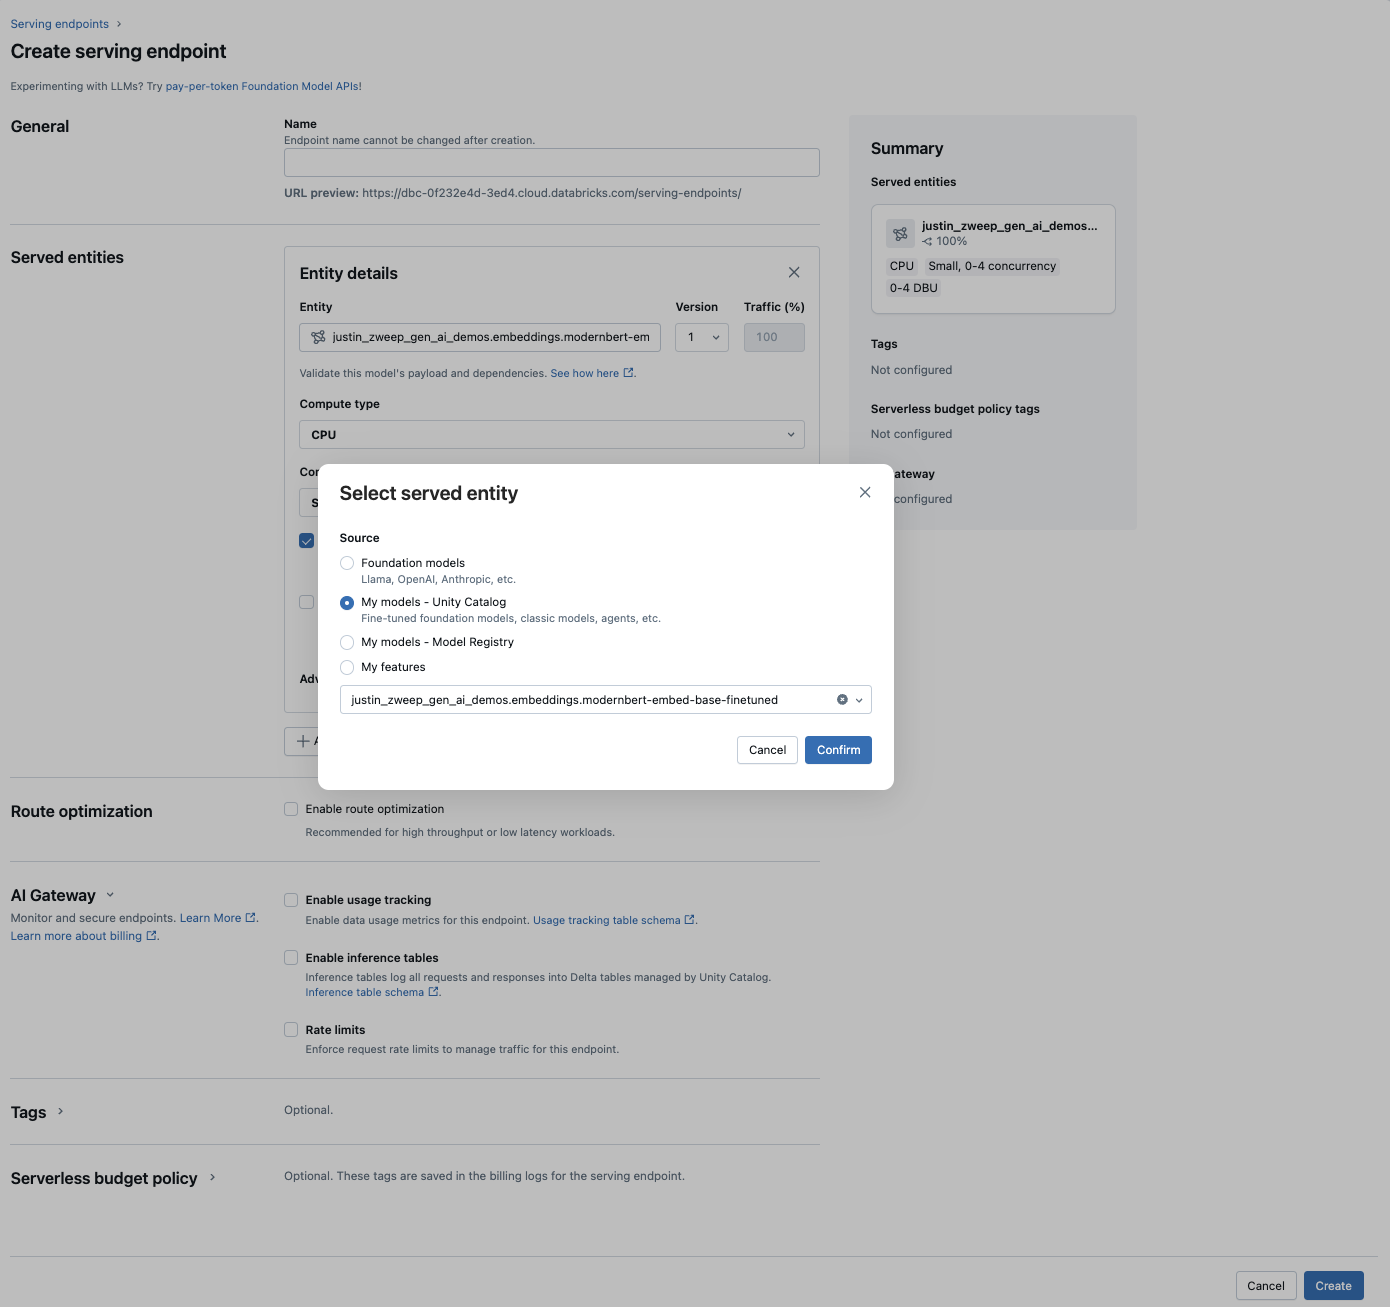 Serving endpoints
Create serving endpoint
Experimenting with LLMs? Try pay-per-token Foundation Model APIs!
General
Name
Endpoint name cannot be changed after creation.
URL preview: https://dbc-0f232e4d-3ed4.cloud.databricks.com/serving-endpoints/
Served entities
Entity details
Entity
Version
Traffic (%)
justin_zweep_gen_ai_demos.embeddings.modernbert-em
1
100
Validate this model's payload and dependencies. See how here.
Compute type
CPU
Select served entity
Source
Foundation models
Llama, OpenAI, Anthropic, etc.
My models - Unity Catalog
Fine-tuned foundation models, classic models, agents, etc.
My models - Model Registry
My features
justin_zweep_gen_ai_demos.embeddings.modernbert-embed-base-finetuned
Cancel
Confirm
Route optimization
Enable route optimization
Recommended for high throughput or low latency workloads.
AI Gateway
Monitor and secure endpoints. Learn More.
Learn more about billing.
Enable usage tracking
Enable data usage metrics for this endpoint. Usage tracking table schema.
Enable inference tables
Inference tables log all requests and responses into Delta tables managed by Unity Catalog.
Inference table schema.
Rate limits
Enforce request rate limits to manage traffic for this endpoint.
Tags
Optional.
Serverless budget policy
Optional. These tags are saved in the billing logs for the serving endpoint.
Summary
Served entities
justin_zweep_gen_ai_demos...
100%
CPU
Small, 0-4 concurrency
0-4 DBU
Tags
Not configured
Serverless budget policy tags
Not configured
ateway
configured
Cancel
Create